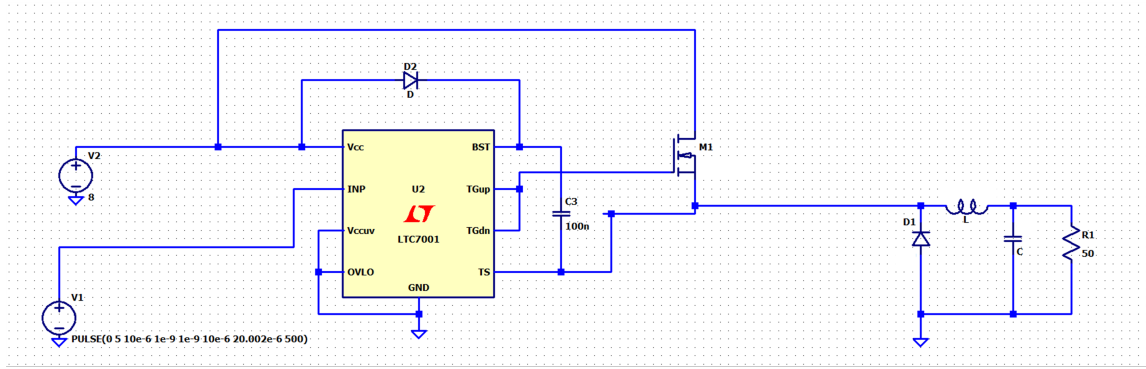 D2
D
V2
8
Vcc
BST
INP
U2
TGup
LTC7001
Vccuv
TGdn
OVLO
TS
GND
C3
100n
M1
V1
PULSE(0 5 10e-6 1e-9 1e-9 10e-6 20.002e-6 500)
D1
L
C
R1
50